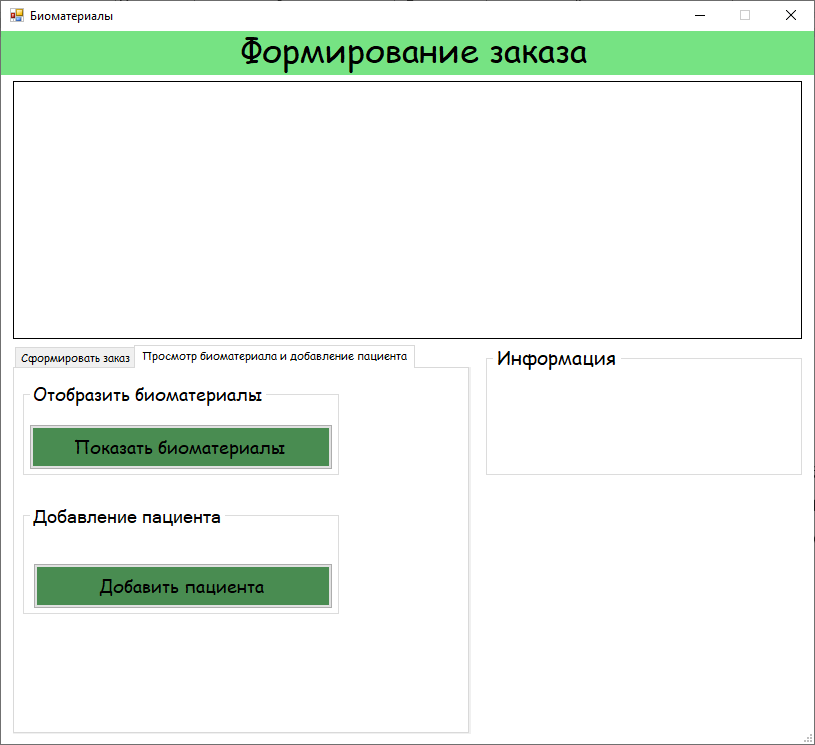 Биоматериалы
Формирование заказа
Сформировать заказ
Просмотр биоматериала и добавление пациента
Информация
Отобразить биоматериалы
Показать биоматериалы
Добавление пациента
Добавить пациента